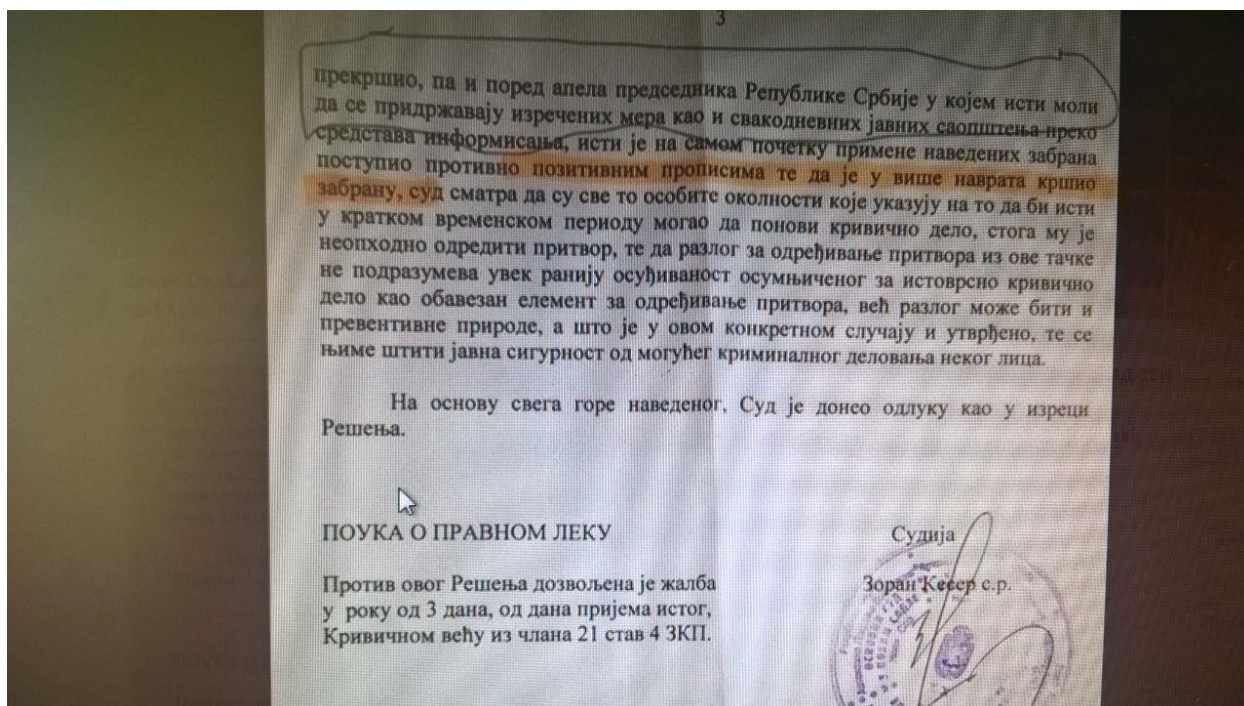 3
прекршио, па и поред апела председника Републике Србије у којем исти моли
да се придржавају изречених мера као и свакодневних јавних саопштења преко
средстава информисања, исти је на самом почетку примене наведених забрана
поступио противно позитивним прописима те да је у више наврата кршио
забрану, суд сматра да су све то особите околности које указују на то да би исти
у кратком временском периоду могао да понови кривично дело, стога му је
неопходно одредити притвор, те да разлог за одређивање притвора из ове тачке
не подразумева увек ранију осуђиваност осумњиченог за истоврсно кривично
дело као обавезан елемент за одређивање притвора, већ разлог може бити и
превентивне природе, а што је у овом конкретном случају и утврђено, те се
њиме штити јавна сигурност од могућег криминалног деловања неког лица.
На основу свега горе наведеног, Суд је донео одлуку као у изреци
Решења.
ПОУКА О ПРАВНОМ ЛЕКУ
Судија
Против овог Решења дозвољена је жалба
Зоран Кесер с.р.
у року од 3 дана, од дана пријема истог,
Кривичном већу из члана 21 став 4 ЗКП.